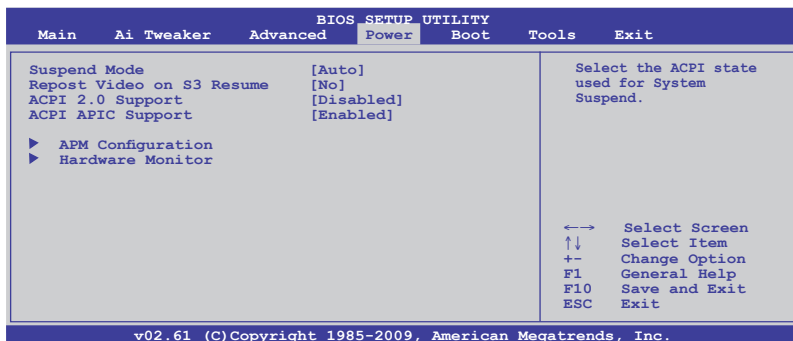 BIOS SETUP UTILITY
Main Ai Tweaker Advanced Power Boot Tools Exit
Suspend Mode [Auto]
Repost Video on S3 Resume [No]
ACPI 2.0 Support [Disabled]
ACPI APIC Support [Enabled]
APM Configuration
Hardware Monitor
Select the ACPI state
used for System
Suspend.
←→ Select Screen
↑↓ Select Item
+- Change Option
F1 General Help
F10 Save and Exit
ESC Exit
v02.61 (C)Copyright 1985-2009, American Megatrends, Inc.